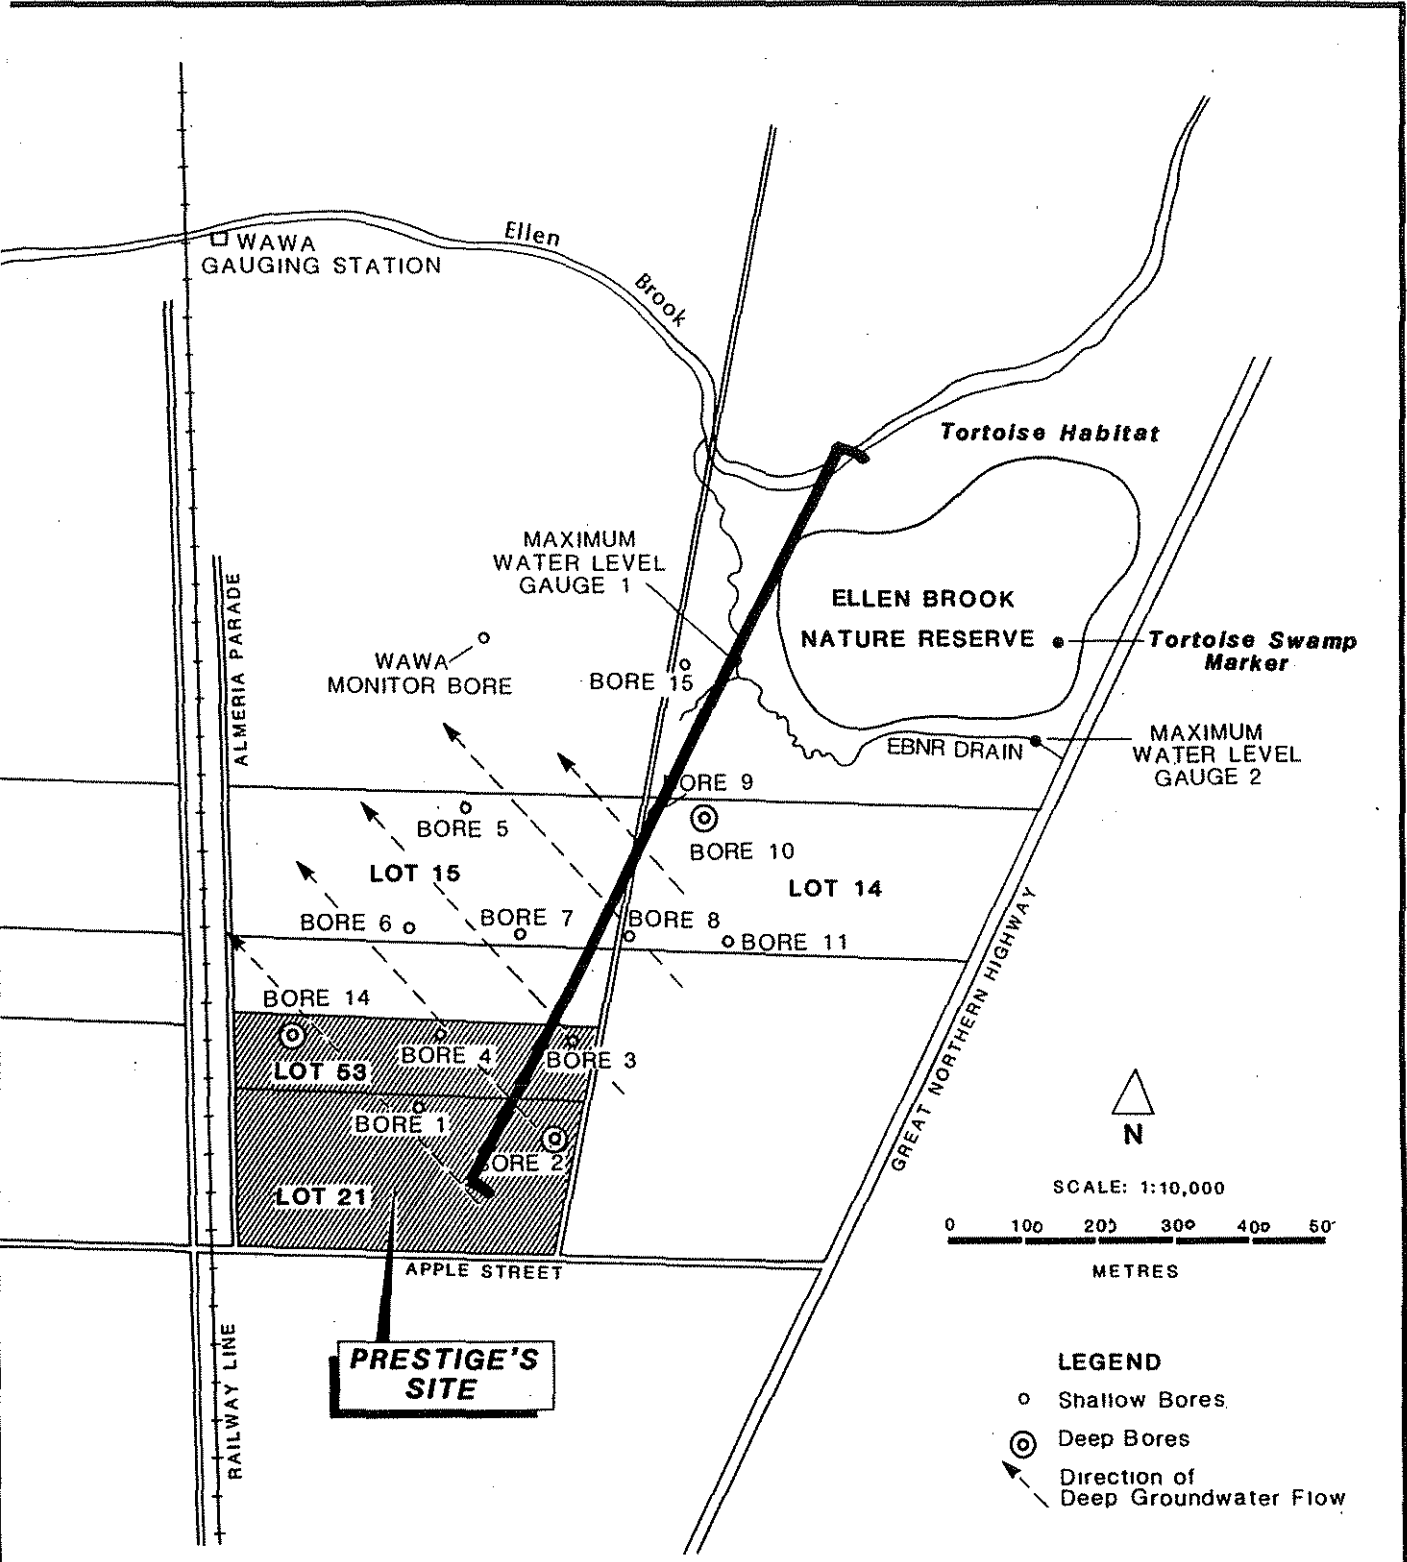 Ellen
Brook
WAWA
GAUGING STATION
Tortoise Habitat
MAXIMUM
WATER LEVEL
GAUGE 1
ELLEN BROOK
NATURE RESERVE
Tortoise Swamp
Marker
ALMERIA PARADE
WAWA
MONITOR BORE
BORE 15
EBNR DRAIN
MAXIMUM
WATER LEVEL
GAUGE 2
ORE 9
BORE 5
BORE 10
LOT 15
LOT 14
BORE 6
BORE 7
BORE 8
BORE 11
GREAT NORTHERN HIGHWAY
BORE 14
BORE 4
BORE 3
LOT 53
BORE 1
ORE 2
LOT 21
N
SCALE: 1:10,000
0 100 200 300 400 50
METRES
APPLE STREET
RAILWAY LINE
PRESTIGE'S
SITE
LEGEND
Shallow Bores
Deep Bores
Direction of
Deep Groundwater Flow